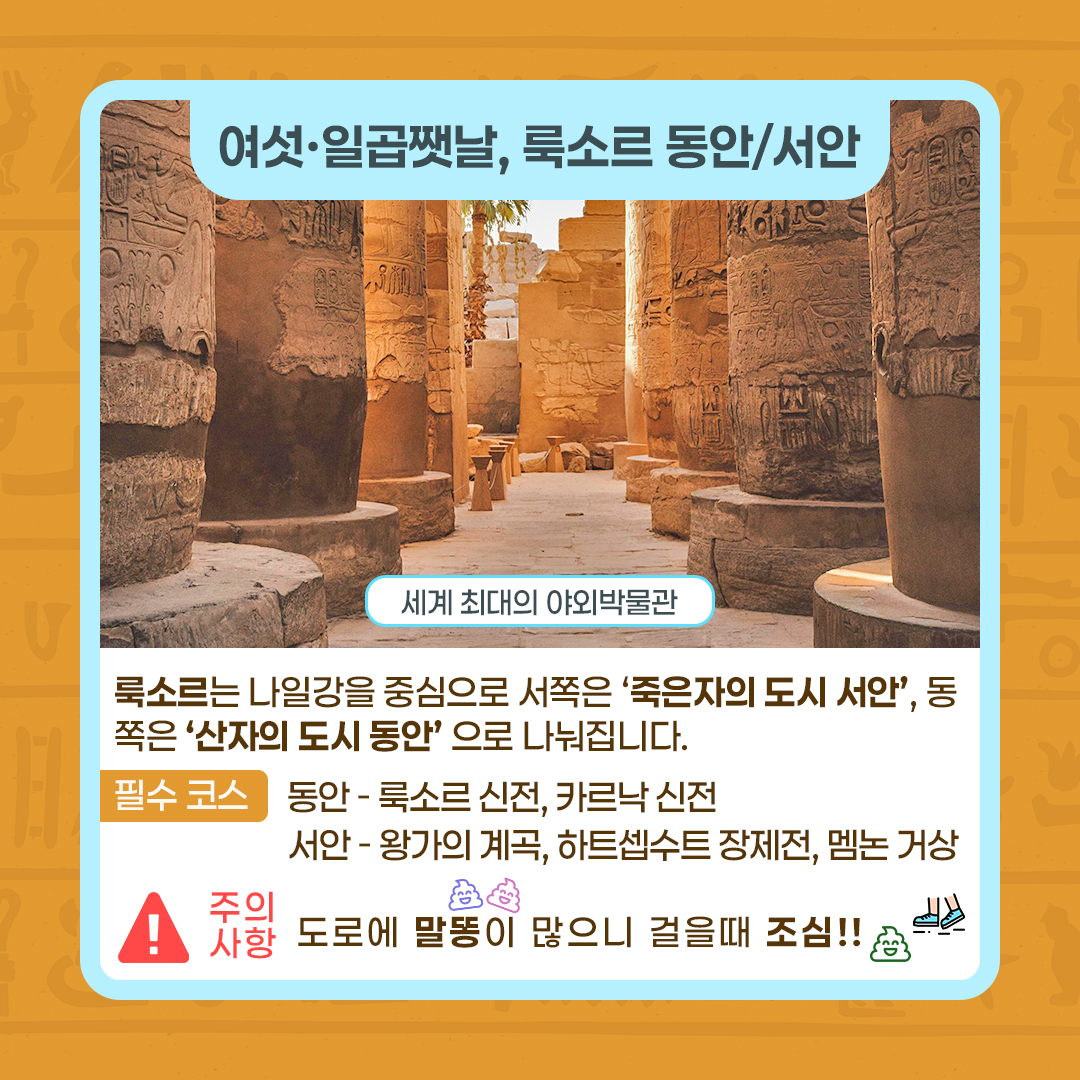 여섯·일곱쨋날, 룩소르 동안/서안
세계 최대의 야외박물관
룩소르는 나일강을 중심으로 서쪽은 ‘죽은자의 도시 서안’, 동
쪽은 ‘산자의 도시 동안’ 으로 나눠집니다.
필수 코스
동안 - 룩소르 신전, 카르낙 신전
서안 - 왕가의 계곡, 하트셉수트 장제전, 멤논 거상
주의
사항
도로에 말똥이 많으니 걸을때 조심!!